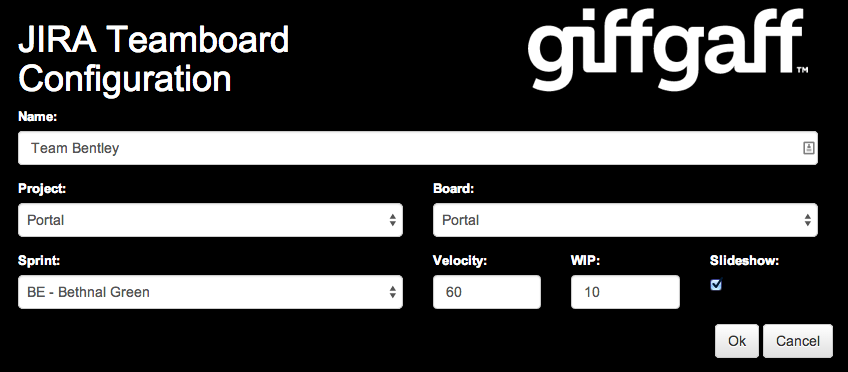 JIRA Teamboard
Configuration
giffgaff™
Name:
Team Bentley
Project:
Board:
Portal
Portal
Sprint:
Velocity:
WIP:
Slideshow:
BE - Bethnal Green
60
10
Ok
Cancel